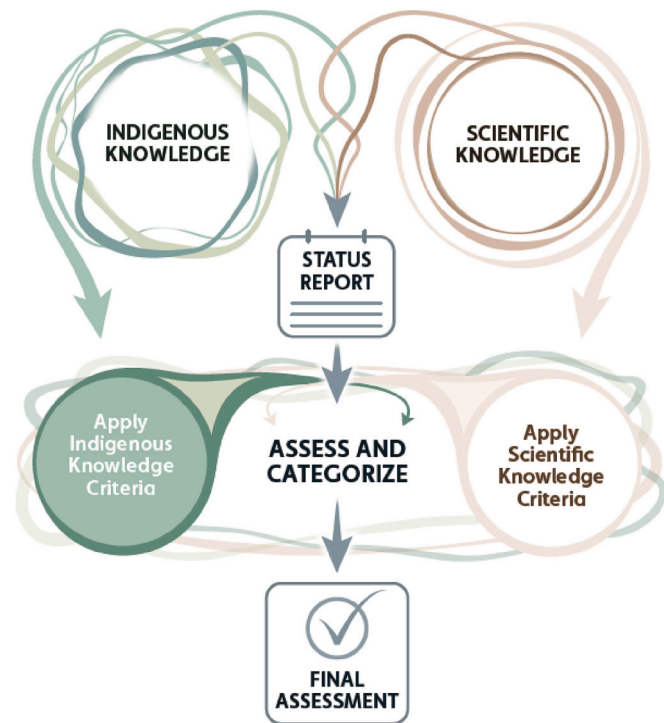 INDIGENOUS
KNOWLEDGE
SCIENTIFIC
KNOWLEDGE
STATUS
REPORT
Apply
Indigenous
Knowledge
Criteria
ASSESS AND
CATEGORIZE
Apply
Scientific
Knowledge
Criteria
FINAL
ASSESSMENT